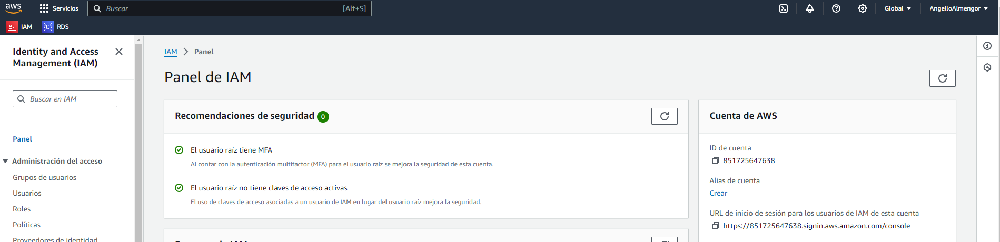 aws
Servicios
Buscar
[Alt+S]
Global
AngelloAlmengor
IAM
RDS
Identity and Access
Management (IAM)
Buscar en IAM
Panel
Administración del acceso
Grupos de usuarios
Usuarios
Roles
Políticas
Proveedores de identidad
IAM
Panel
Panel de IAM
Recomendaciones de seguridad 0
El usuario raíz tiene MFA
Al contar con la autenticación multifactor (MFA) para el usuario raíz se mejora la seguridad de esta cuenta.
El usuario raíz no tiene claves de acceso activas
El uso de claves de acceso asociadas a un usuario de IAM en lugar del usuario raíz mejora la seguridad.
Cuenta de AWS
ID de cuenta
851725647638
Alias de cuenta
Crear
URL de inicio de sesión para los usuarios de IAM de esta cuenta
https://851725647638.signin.aws.amazon.com/console